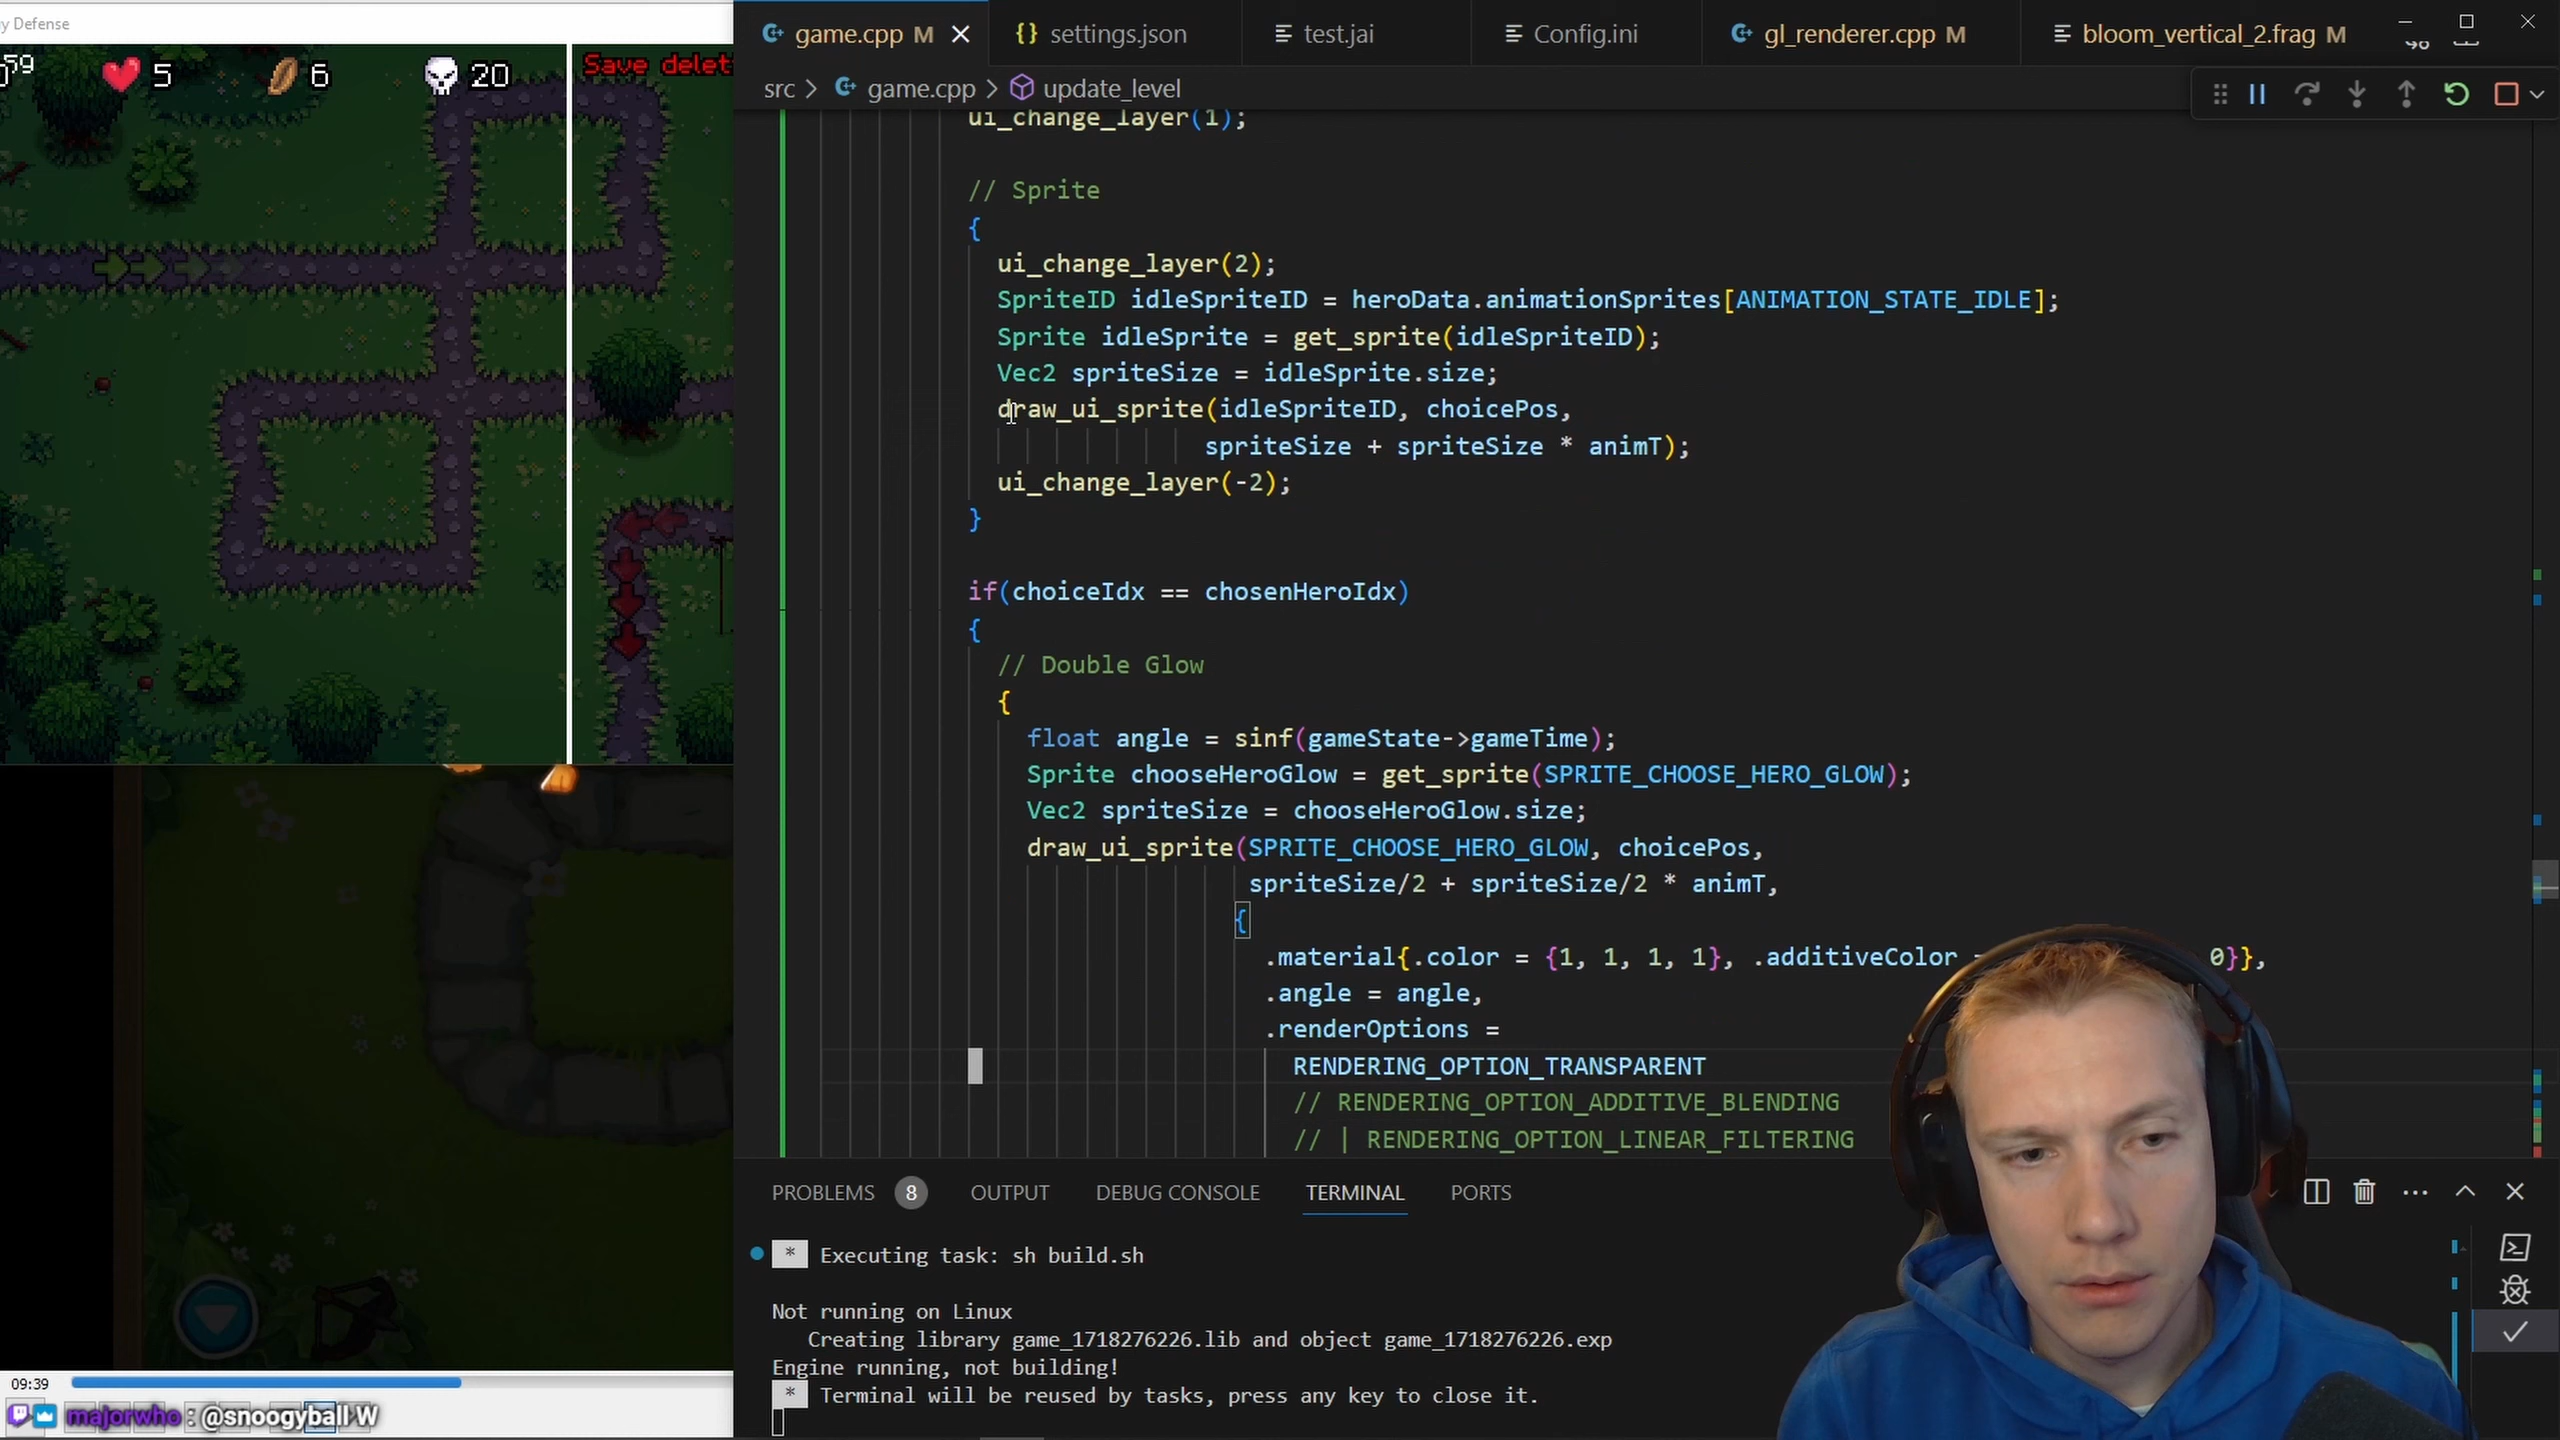 y Defense
59
5
6
20
Save delet
game.cpp M
settings.json
test.jai
Config.ini
gl_renderer.cpp M
bloom_vertical_2.frag M
src > game.cpp > update_level
ui_change_layer(1);
// Sprite
{
ui_change_layer(2);
SpriteID idleSpriteID = heroData.animationSprites[ANIMATION_STATE_IDLE];
Sprite idleSprite = get_sprite(idleSpriteID);
Vec2 spriteSize = idleSprite.size;
draw_ui_sprite(idleSpriteID, choicePos,
spriteSize + spriteSize * animT);
ui_change_layer(-2);
}
if(choiceIdx == chosenHeroIdx)
{
// Double Glow
{
float angle = sinf(gameState->gameTime);
Sprite chooseHeroGlow = get_sprite(SPRITE_CHOOSE_HERO_GLOW);
Vec2 spriteSize = chooseHeroGlow.size;
draw_ui_sprite(SPRITE_CHOOSE_HERO_GLOW, choicePos,
spriteSize/2 + spriteSize/2 * animT,
{
.material{.color = {1, 1, 1, 1}, .additiveColor 0}},
.angle = angle,
.renderOptions =
RENDERING_OPTION_TRANSPARENT
// RENDERING_OPTION_ADDITIVE_BLENDING
// | RENDERING_OPTION_LINEAR_FILTERING
PROBLEMS 8 OUTPUT DEBUG CONSOLE TERMINAL PORTS
* Executing task: sh build.sh
Not running on Linux
Creating library game_1718276226.lib and object game_1718276226.exp
Engine running, not building!
* Terminal will be reused by tasks, press any key to close it.
09:39
majorwho : @snoogyball W